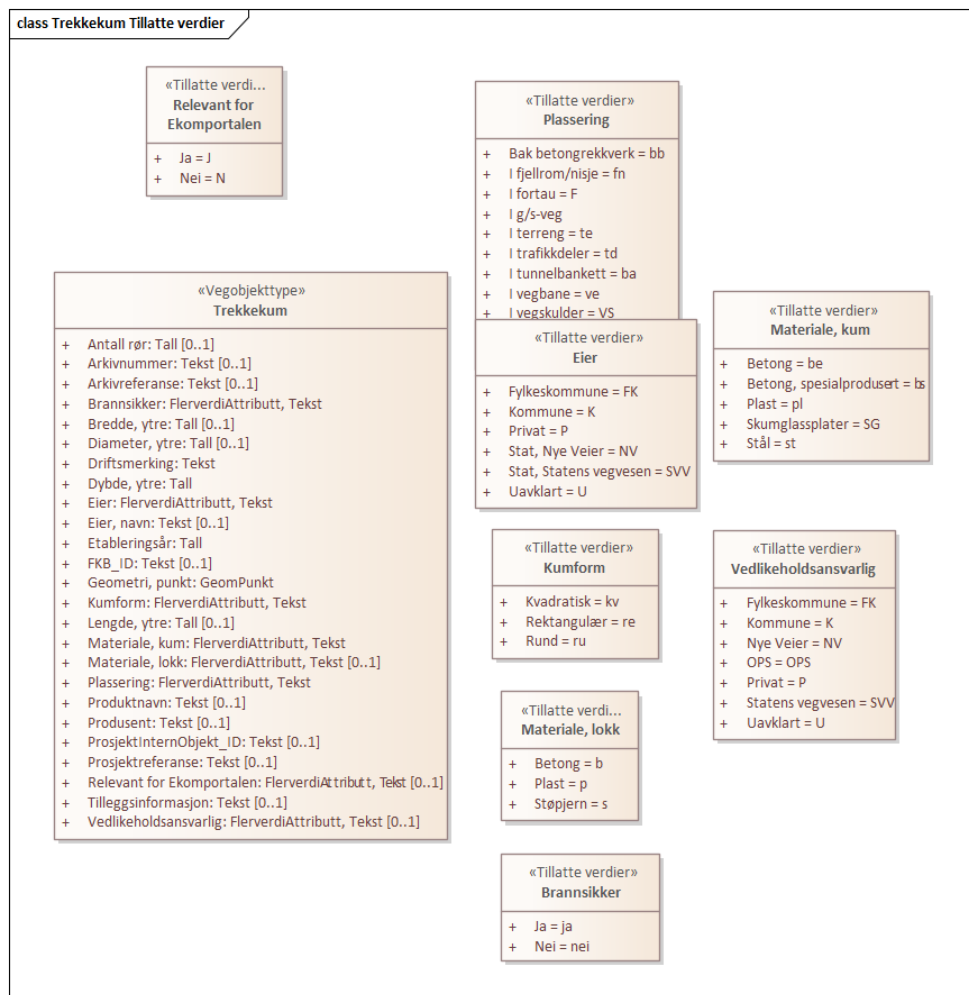 class Trekkekum Tillatte verdier
«Tillatte verdi...
Relevant for
Ekomportalen
+ Ja = J
+ Nei = N
«Tillatte verdier»
Plassering
+ Bak betongrekkverk = bb
+ I fjellrom/nisje = fn
+ I fortau = F
+ I g/s-veg
+ I terreng = te
+ I trafikkdeler = td
+ I tunnelbankett = ba
+ I vegbane = ve
+ I vegskulder = VS
«Vegobjekttype»
Trekkekum
+ Antall rør: Tall [0..1]
+ Arkivnummer: Tekst [0..1]
+ Arkivreferanse: Tekst [0..1]
+ Brannsikker: FlerverdiAttributt, Tekst
+ Bredde, ytre: Tall [0..1]
+ Diameter, ytre: Tall [0..1]
+ Driftsmerking: Tekst
+ Dybde, ytre: Tall
+ Eier: FlerverdiAttributt, Tekst
+ Eier, navn: Tekst [0..1]
+ Etableringsår: Tall
+ FKB_ID: Tekst [0..1]
+ Geometri, punkt: GeomPunkt
+ Kumform: FlerverdiAttributt, Tekst
+ Lengde, ytre: Tall [0..1]
+ Materiale, kum: FlerverdiAttributt, Tekst
+ Materiale, lokk: FlerverdiAttributt, Tekst [0..1]
+ Plassering: FlerverdiAttributt, Tekst
+ Produktnavn: Tekst [0..1]
+ Produsent: Tekst [0..1]
+ ProsjektInternObjekt_ID: Tekst [0..1]
+ Prosjektreferanse: Tekst [0..1]
+ Relevant for Ekomportalen: FlerverdiAttributt, Tekst [0..1]
+ Tilleggsinformasjon: Tekst [0..1]
+ Vedlikeholdsansvarlig: FlerverdiAttributt, Tekst [0..1]
«Tillatte verdier»
Eier
+ Fylkeskommune = FK
+ Kommune = K
+ Privat = P
+ Stat, Nye Veier = NV
+ Stat, Statens vegvesen = SVV
+ Uavklart = U
«Tillatte verdier»
Materiale, kum
+ Betong = be
+ Betong, spesialprodusert = bs
+ Plast = pl
+ Skumglassplater = SG
+ Stål = st
«Tillatte verdier»
Kumform
+ Kvadratisk = kv
+ Rektangulær = re
+ Rund = ru
«Tillatte verdier»
Vedlikeholdsansvarlig
+ Fylkeskommune = FK
+ Kommune = K
+ Nye Veier = NV
+ OPS = OPS
+ Privat = P
+ Statens vegvesen = SVV
+ Uavklart = U
«Tillatte verdi...
Materiale, lokk
+ Betong = b
+ Plast = p
+ Støpjern = s
«Tillatte verdier»
Brannsikker
+ Ja = ja
+ Nei = nei